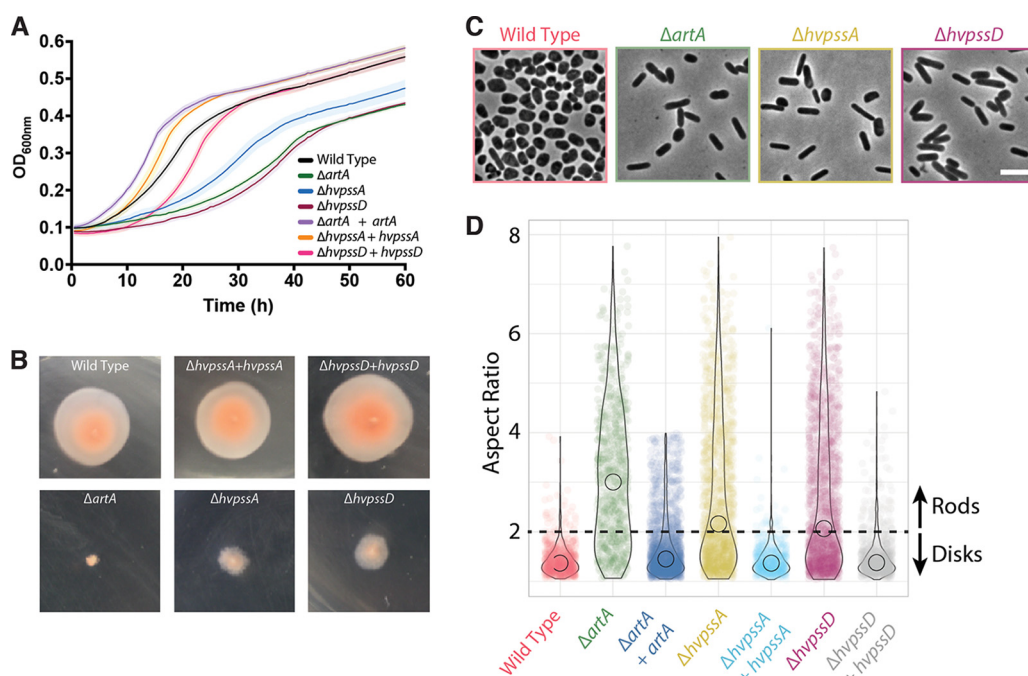 A
0.6
0.5
0.4
0.3
0.2
0.1
0.0
OD600nm
0
10
20
30
40
50
60
Time (h)
Wild Type
ΔartA
ΔhvpssA
ΔhvpssD
ΔartA + artA
ΔhvpssA + hvpssA
ΔhvpssD + hvpssD
B
Wild Type
ΔhvpssA+hvpssA
ΔhvpssD+hvpssD
ΔartA
ΔhvpssA
ΔhvpssD
C
Wild Type
ΔartA
ΔhvpssA
ΔhvpssD
D
8
6
4
2
Aspect Ratio
Rods
Disks
Wild Type
ΔartA
ΔartA
+ artA
ΔhvpssA
ΔhvpssA
+ hvpssA
ΔhvpssD
ΔhvpssD
+ hvpssD